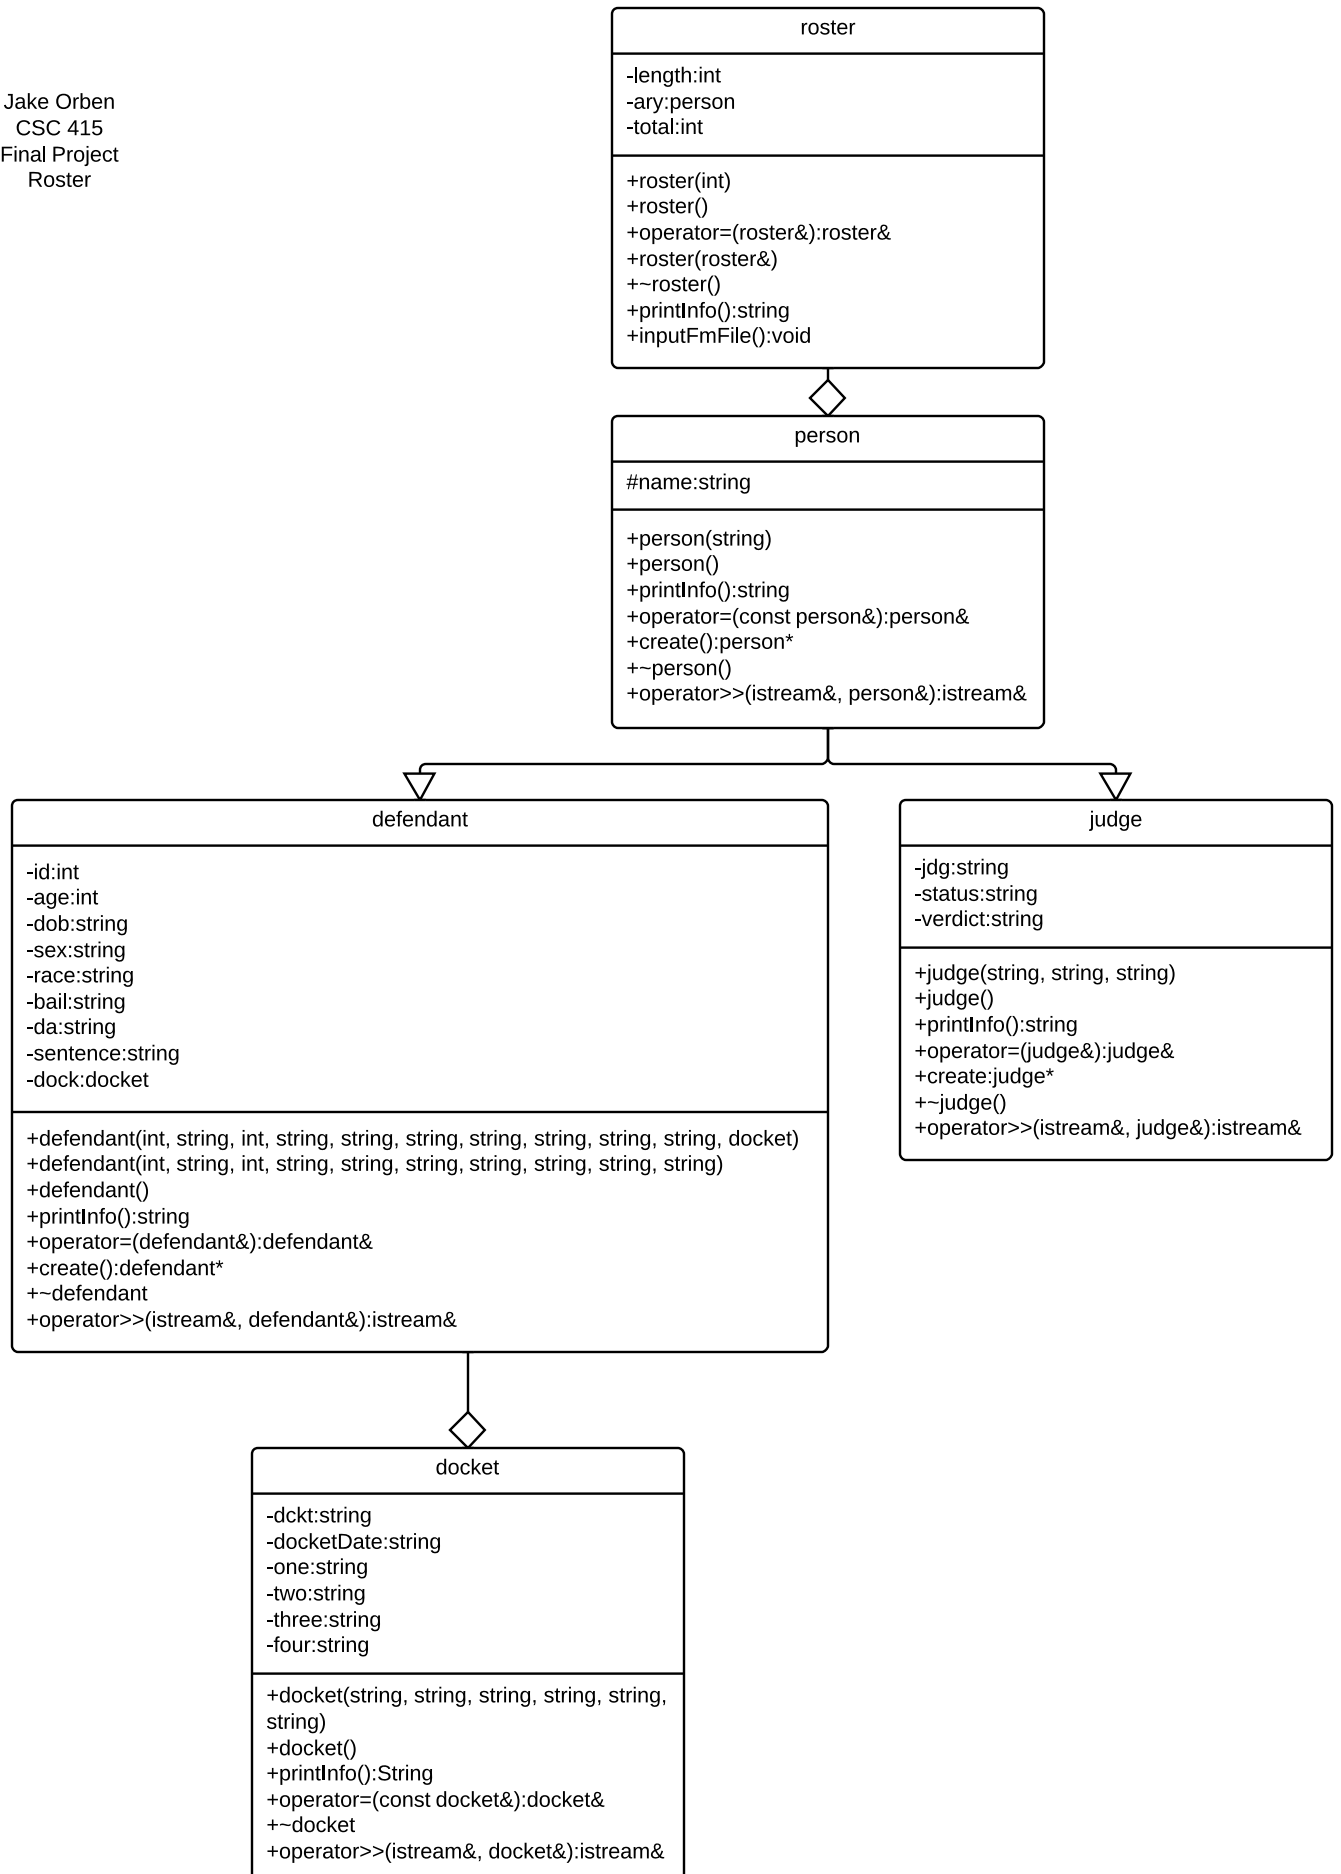 Jake Orben
CSC 415
Final Project
Roster
roster
-length:int
-ary:person
-total:int
+roster(int)
+roster()
+operator=(roster&):roster&
+roster(roster&)
+~roster()
+printInfo():string
+inputFmFile():void
person
#name:string
+person(string)
+person()
+printInfo():string
+operator=(const person&):person&
+create():person*
+~person()
+operator>>(istream&, person&):istream&
defendant
-id:int
-age:int
-dob:string
-sex:string
-race:string
-bail:string
-da:string
-sentence:string
-dock:docket
+defendant(int, string, int, string, string, string, string, string, string, string, docket)
+defendant(int, string, int, string, string, string, string, string, string, string)
+defendant()
+printInfo():string
+operator=(defendant&):defendant&
+create():defendant*
+~defendant
+operator>>(istream&, defendant&):istream&
judge
-jdg:string
-status:string
-verdict:string
+judge(string, string, string)
+judge()
+printInfo():string
+operator=(judge&):judge&
+create:judge*
+~judge()
+operator>>(istream&, judge&):istream&
docket
-dckt:string
-docketDate:string
-one:string
-two:string
-three:string
-four:string
+docket(string, string, string, string, string,
string)
+docket()
+printInfo():String
+operator=(const docket&):docket&
+~docket
+operator>>(istream&, docket&):istream&